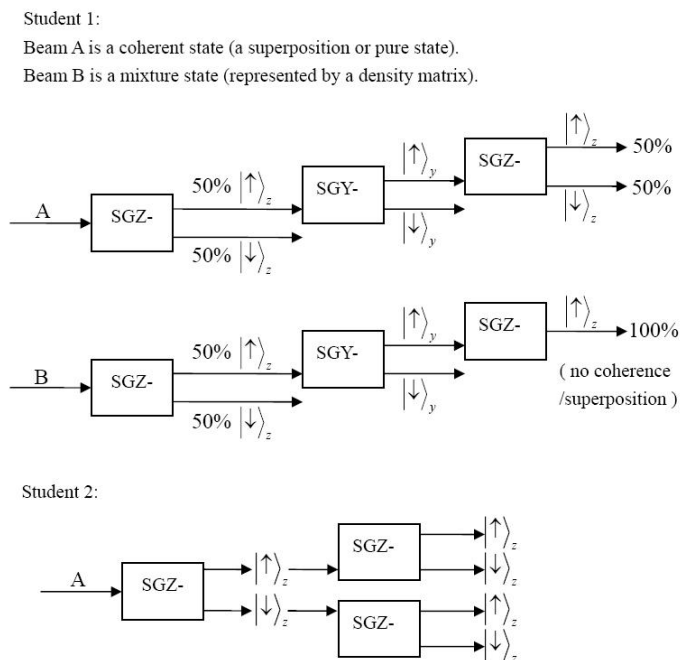 Student 1:
Beam A is a coherent state (a superposition or pure state).
Beam B is a mixture state (represented by a density matrix).
|↑⟩z
50%
|↑⟩y
SGZ-
50% |↑⟩z
SGY-
50%
A
SGZ-
|↓⟩z
|↓⟩y
50% |↓⟩z
|↑⟩z
|↑⟩y
SGZ-
100%
50% |↑⟩z
SGY-
( no coherence
B
SGZ-
/superposition )
|↓⟩y
50% |↓⟩z
Student 2:
|↑⟩z
SGZ-
A
SGZ-
|↑⟩z
|↓⟩z
|↓⟩z
|↑⟩z
SGZ-
|↓⟩z